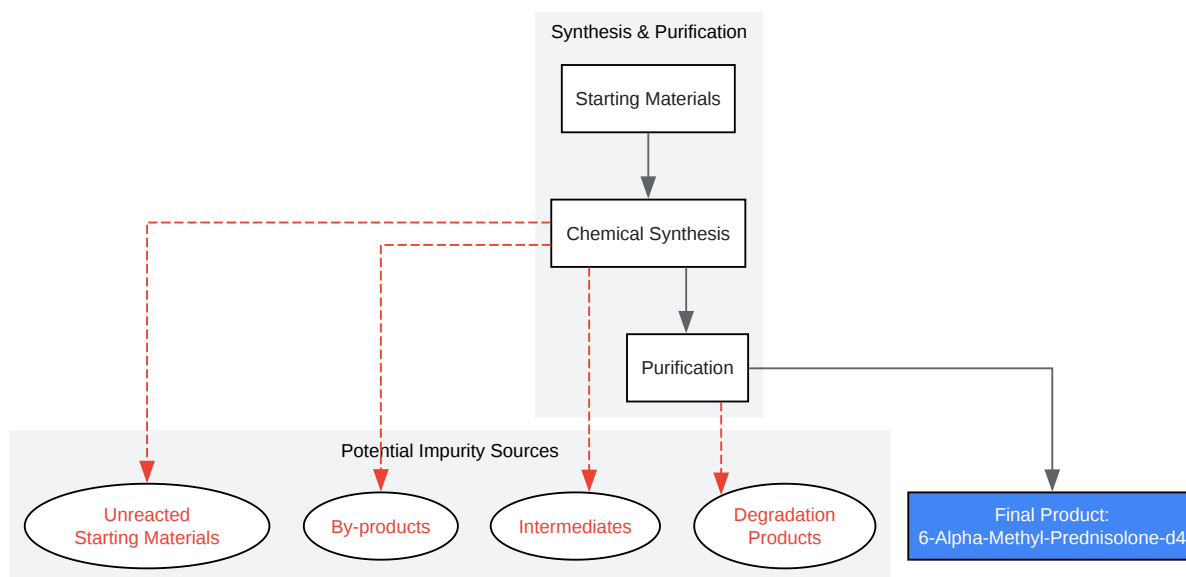 Synthesis & Purification
Starting Materials
Chemical Synthesis
Purification
Potential Impurity Sources
Unreacted
Starting Materials
By-products
Intermediates
Degradation
Products
Final Product:
6-Alpha-Methyl-Prednisolone-d4